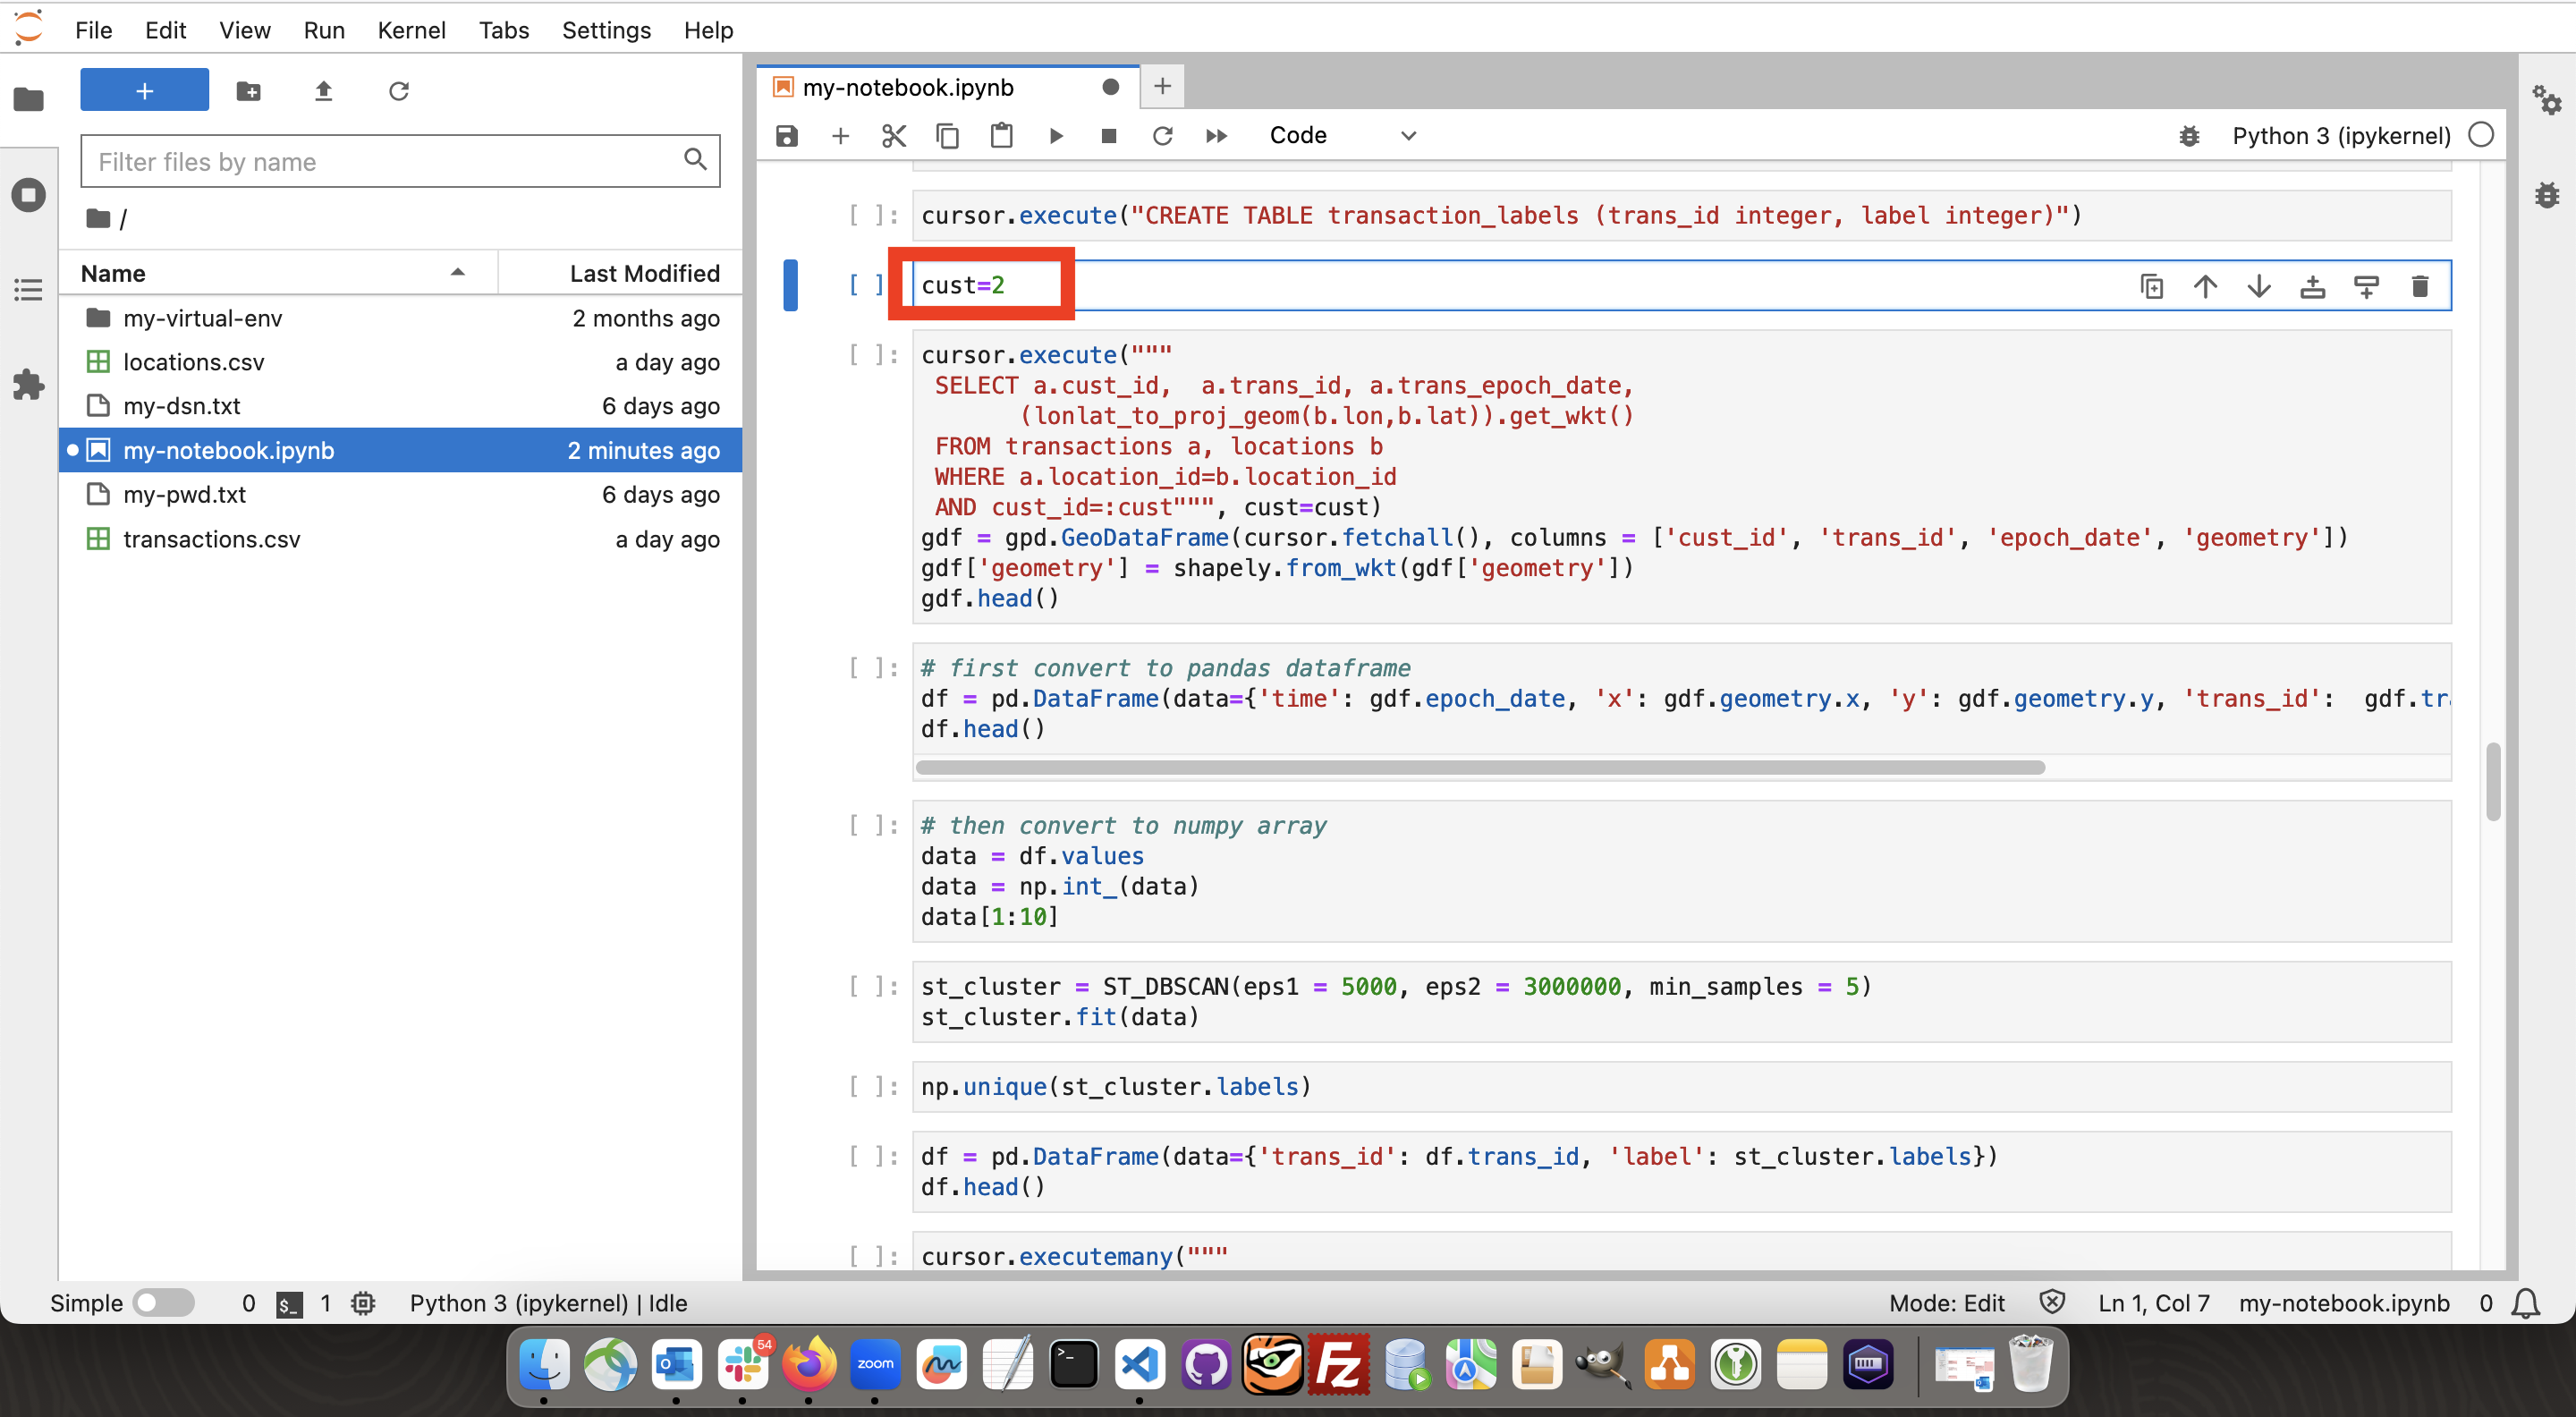 File Edit View Run Kernel Tabs Settings Help
+
Filter files by name
/
Name Last Modified
my-virtual-env 2 months ago
locations.csv a day ago
my-dsn.txt 6 days ago
my-notebook.ipynb 2 minutes ago
my-pwd.txt 6 days ago
transactions.csv a day ago
my-notebook.ipynb +
Code Python 3 (ipykernel)
[ ]: cursor.execute("CREATE TABLE transaction_labels (trans_id integer, label integer)")
[ ] cust=2
[ ]: cursor.execute("""
SELECT a.cust_id,  a.trans_id, a.trans_epoch_date,
(lonlat_to_proj_geom(b.lon,b.lat)).get_wkt()
FROM transactions a, locations b
WHERE a.location_id=b.location_id
AND cust_id=:cust""", cust=cust)
gdf = gpd.GeoDataFrame(cursor.fetchall(), columns = ['cust_id', 'trans_id', 'epoch_date', 'geometry'])
gdf['geometry'] = shapely.from_wkt(gdf['geometry'])
gdf.head()
[ ]: # first convert to pandas dataframe
df = pd.DataFrame(data={'time': gdf.epoch_date, 'x': gdf.geometry.x, 'y': gdf.geometry.y, 'trans_id':  gdf.tr
df.head()
[ ]: # then convert to numpy array
data = df.values
data = np.int_(data)
data[1:10]
[ ]: st_cluster = ST_DBSCAN(eps1 = 5000, eps2 = 3000000, min_samples = 5)
st_cluster.fit(data)
[ ]: np.unique(st_cluster.labels)
[ ]: df = pd.DataFrame(data={'trans_id': df.trans_id, 'label': st_cluster.labels})
df.head()
[ ]: cursor.executemany("""
Simple 0 $_ 1 Python 3 (ipykernel) | Idle Mode: Edit Ln 1, Col 7 my-notebook.ipynb 0
54
zoom
Fz